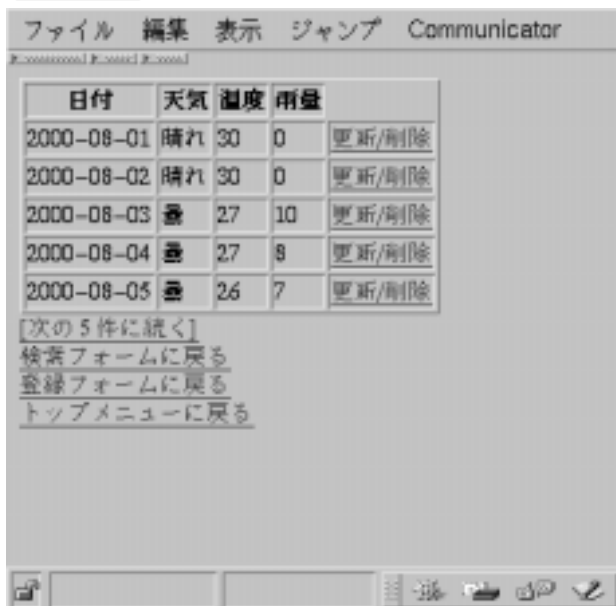 ファイル 編集 表示 ジャンプ Communicator
日付 天気 温度 雨量
2000-08-01 晴れ 30 0 更新/削除
2000-08-02 晴れ 30 0 更新/削除
2000-08-03 曇 27 10 更新/削除
2000-08-04 曇 27 8 更新/削除
2000-08-05 曇 26 7 更新/削除
[次の5件に続く]
検索フォームに戻る
登録フォームに戻る
トップメニューに戻る